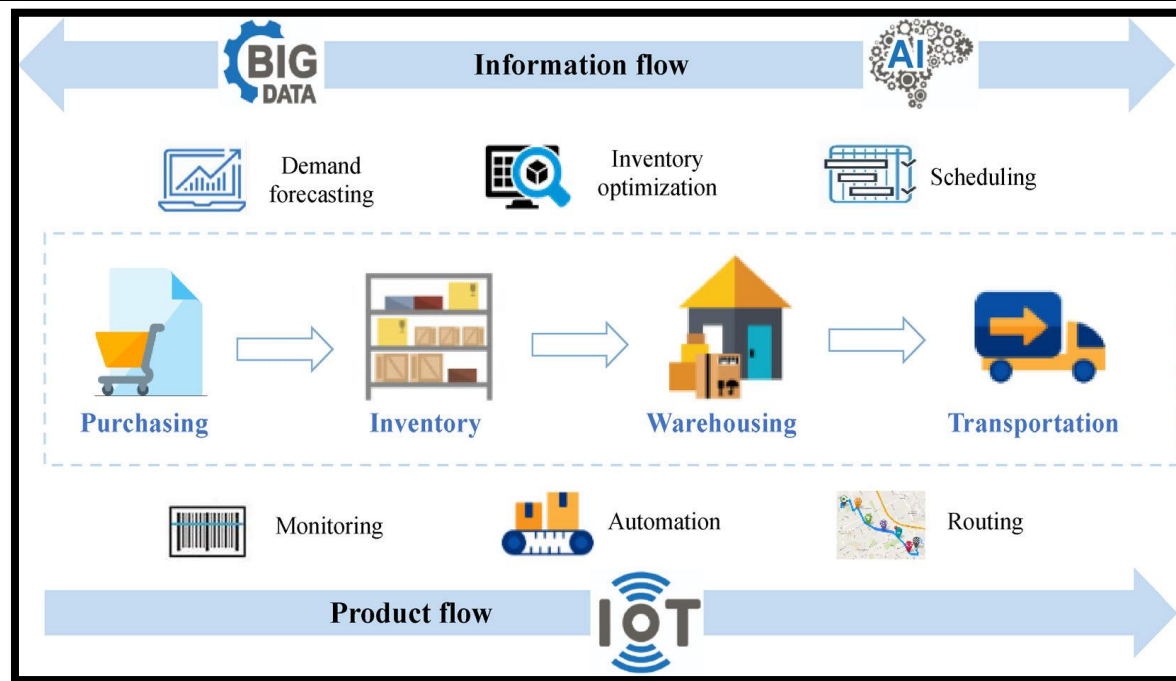 BIG
DATA
Information flow
AI
Demand
forecasting
Inventory
optimization
Scheduling
Purchasing
Inventory
Warehousing
Transportation
Monitoring
Automation
Routing
Product flow
IOT